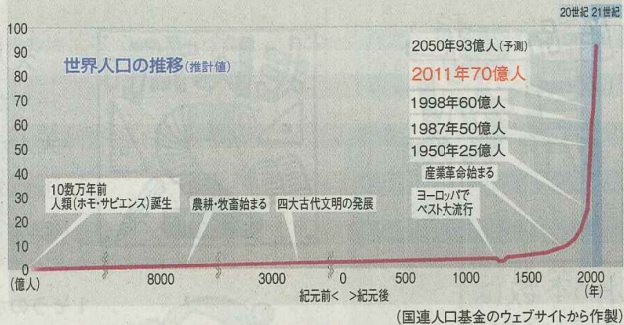 20世紀 21世紀
100
90
80
70
60
50
40
30
20
10
0
(億人)
世界人口の推移(推計値)
2050年93億人(予測)
2011年70億人
1998年60億人
1987年50億人
1950年25億人
産業革命始まる
ヨーロッパで
ペスト大流行
10数万年前
人類(ホモ・サピエンス)誕生
農耕・牧畜始まる
四大古代文明の発展
8000
3000
0
500
1000
1500
2000
(年)
紀元前< >紀元後
(国連人口基金のウェブサイトから作製)